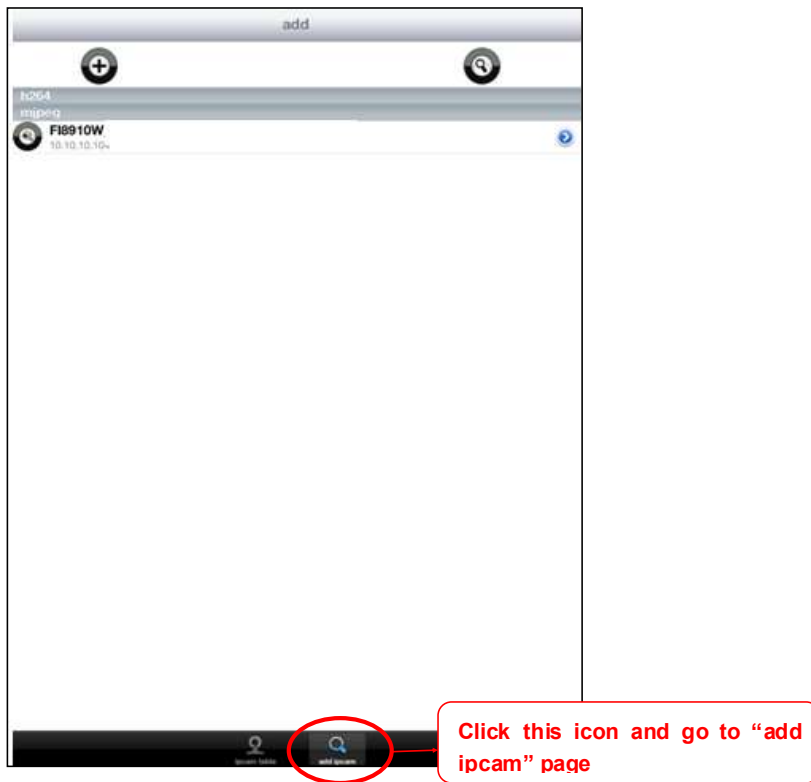 add
h264
mjpeg
FI8910W
10.10.10.10
ipcam table
add ipcam
Click this icon and go to “add
ipcam” page